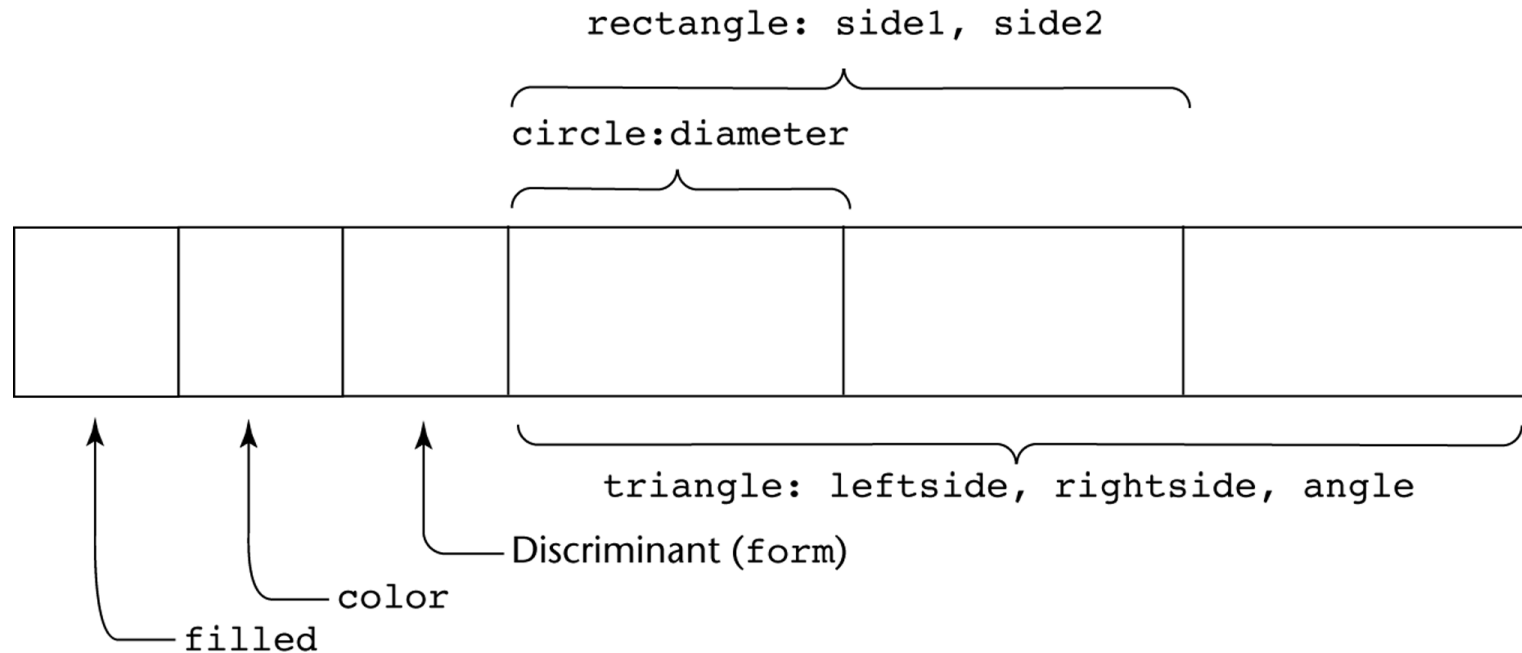 rectangle: side1, side2
circle:diameter
triangle: leftside, rightside, angle
Discriminant (form)
color
filled